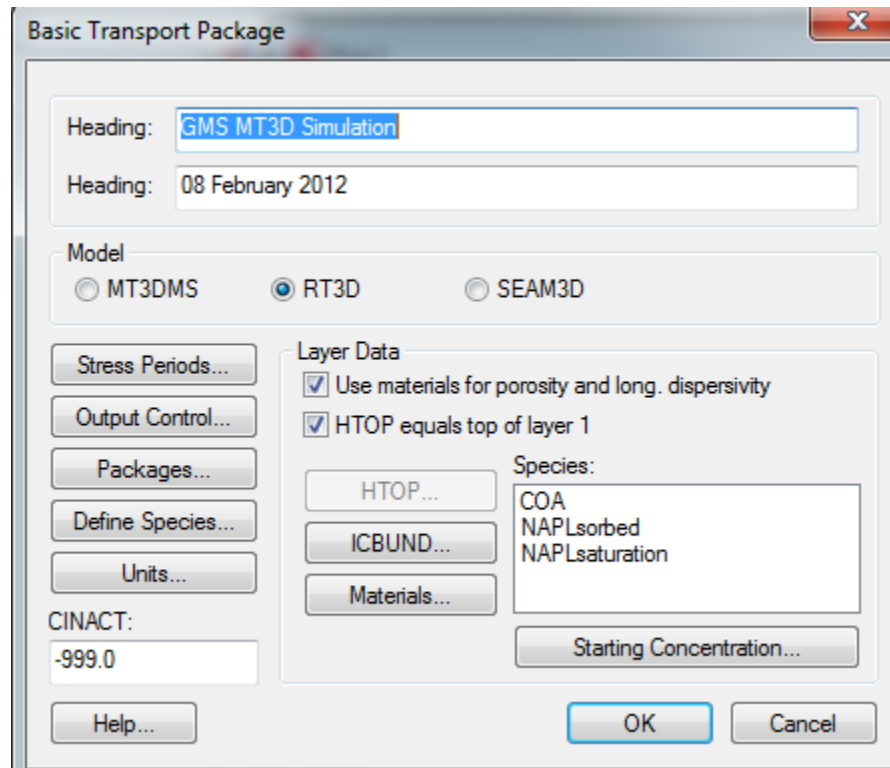 Basic Transport Package
Heading: GMS MT3D Simulation
Heading: 08 February 2012
Model
MT3DMS RT3D SEAM3D
Stress Periods...
Output Control...
Packages...
Define Species...
Units...
CINACT:
-999.0
Layer Data
Use materials for porosity and long. dispersivity
HTOP equals top of layer 1
HTOP...
ICBUND...
Materials...
Species:
COA
NAPLsorbed
NAPLsaturation
Starting Concentration...
Help... OK Cancel